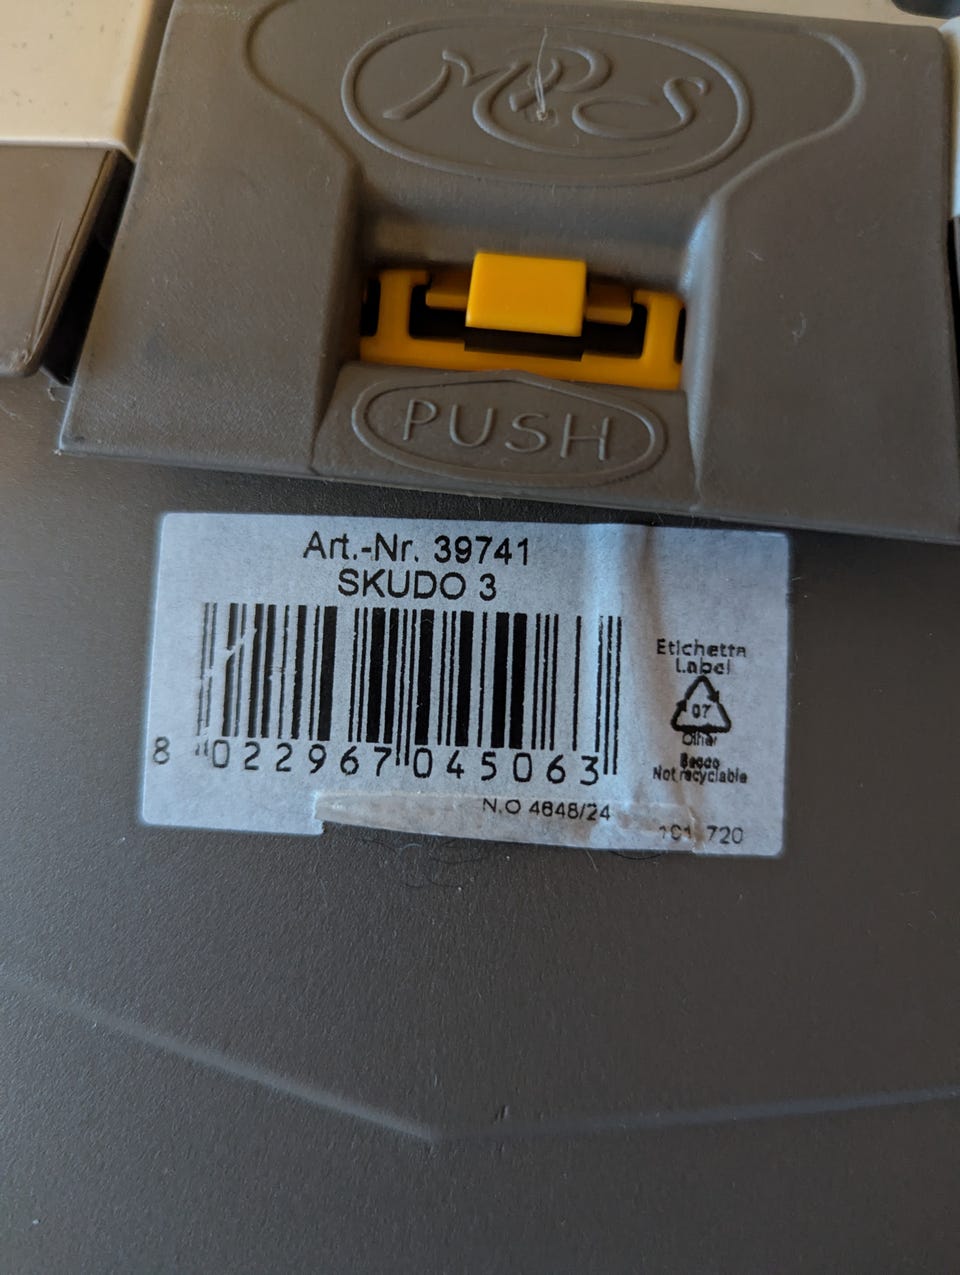 MPS
PUSH
Art.-Nr. 39741
SKUDO 3
Etichetta
Label
07
Other
Not recyclable
8 022967 045063
N.O 4648/24
720